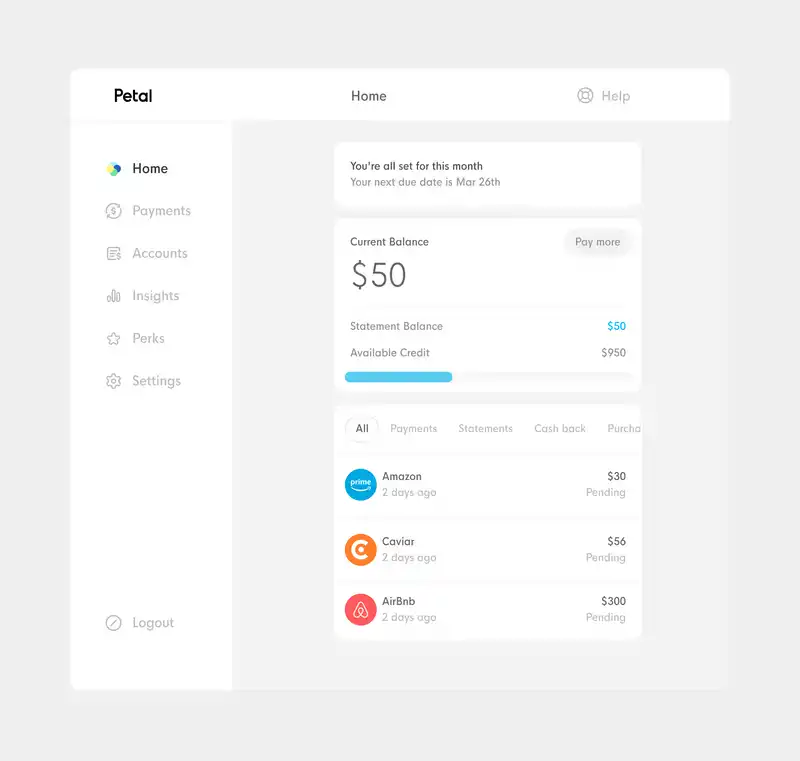 Petal
Home
Help
Home
Payments
Accounts
Insights
Perks
Settings
Logout
You're all set for this month
Your next due date is Mar 26th
Current Balance
Pay more
$50
Statement Balance $50
Available Credit $950
All Payments Statements Cash back Purcha
prime
Amazon $30
2 days ago Pending
Caviar $56
2 days ago Pending
AirBnb $300
2 days ago Pending